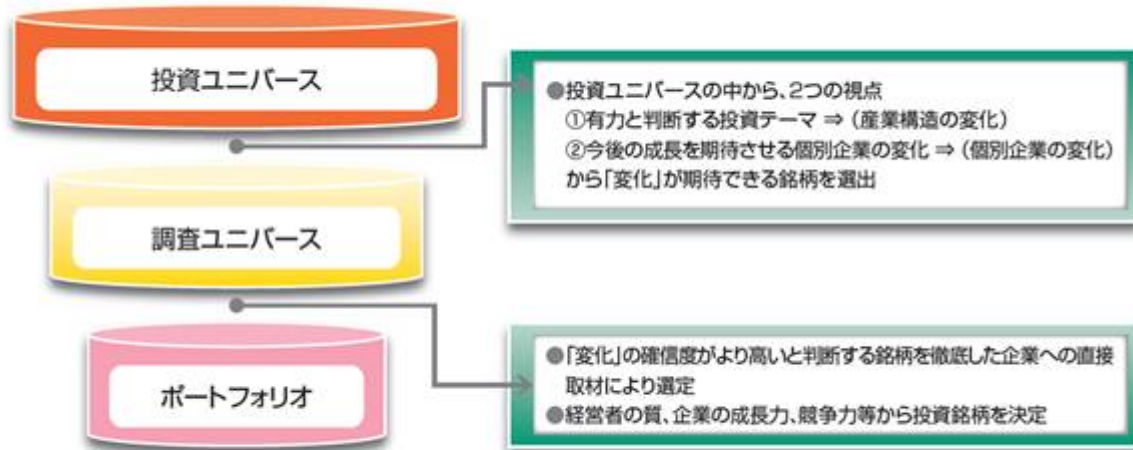 投資ユニバース
●投資ユニバースの中から、2つの視点
①有力と判断する投資テーマ ⇒ (産業構造の変化)
②今後の成長を期待させる個別企業の変化 ⇒ (個別企業の変化)
から「変化」が期待できる銘柄を選出
調査ユニバース
●「変化」の確信度がより高いと判断する銘柄を徹底した企業への直接
取材により選定
●経営者の質、企業の成長力、競争力等から投資銘柄を決定
ポートフォリオ